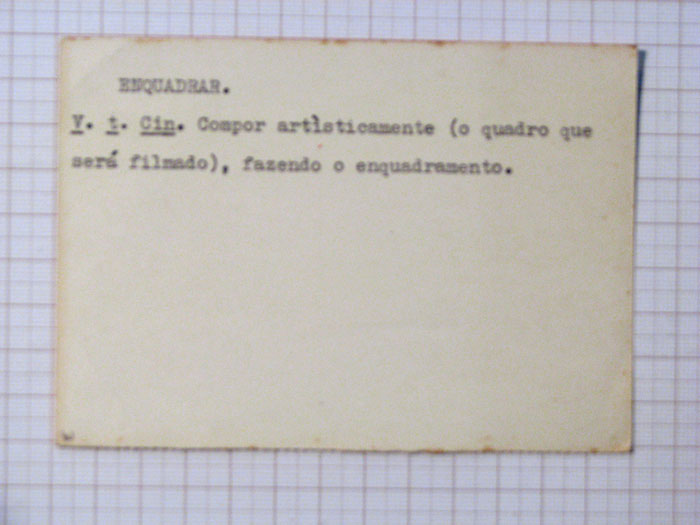 ENQUADRAR.
V. t. Cin. Compor artìsticamente (o quadro que
será filmado), fazendo o enquadramento.